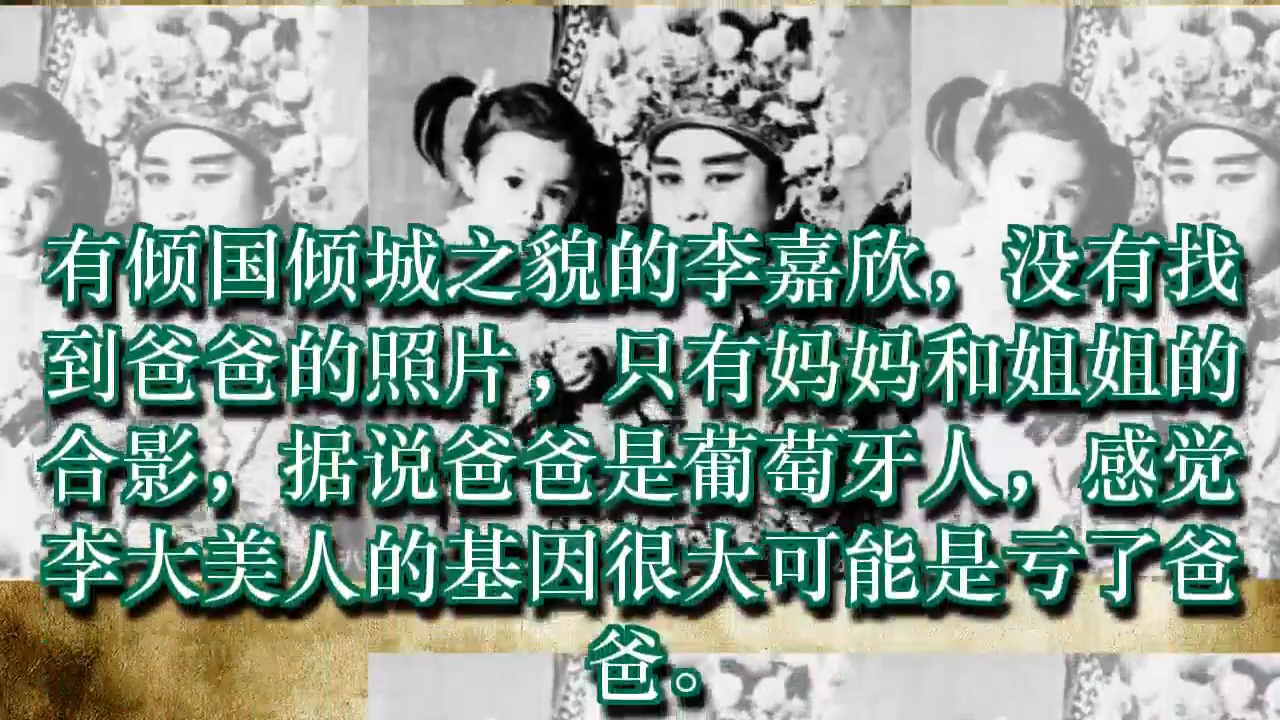 有倾国倾城之貌的李嘉欣，没有找
到爸爸的照片，只有妈妈和姐姐的
合影，据说爸爸是葡萄牙人，感觉
李大美人的基因很大可能是亏了爸
爸。